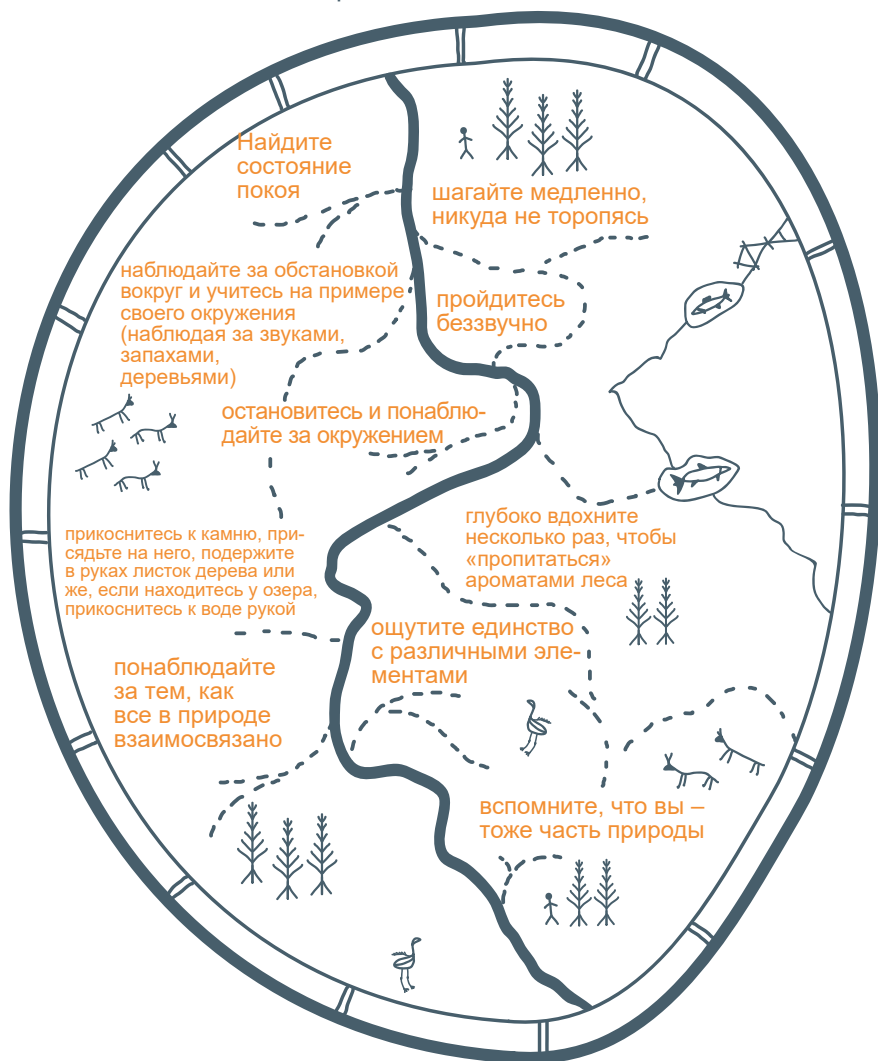 Найдите
состояние
покоя
шагайте медленно,
никуда не торопясь
наблюдайте за обстановкой
вокруг и учитесь на примере
своего окружения
(наблюдая за звуками,
запахами,
деревьями)
пройдитесь
беззвучно
остановитесь и понаблю-
дайте за окружением
глубоко вдохните
несколько раз, чтобы
«пропитаться»
ароматами леса
прикоснитесь к камню, при-
сядьте на него, подержите
в руках листок дерева или
же, если находитесь у озера,
прикоснитесь к воде рукой
ощутите единство
с различными эле-
ментами
понаблюдайте
за тем, как
все в природе
взаимосвязано
вспомните, что вы –
тоже часть природы